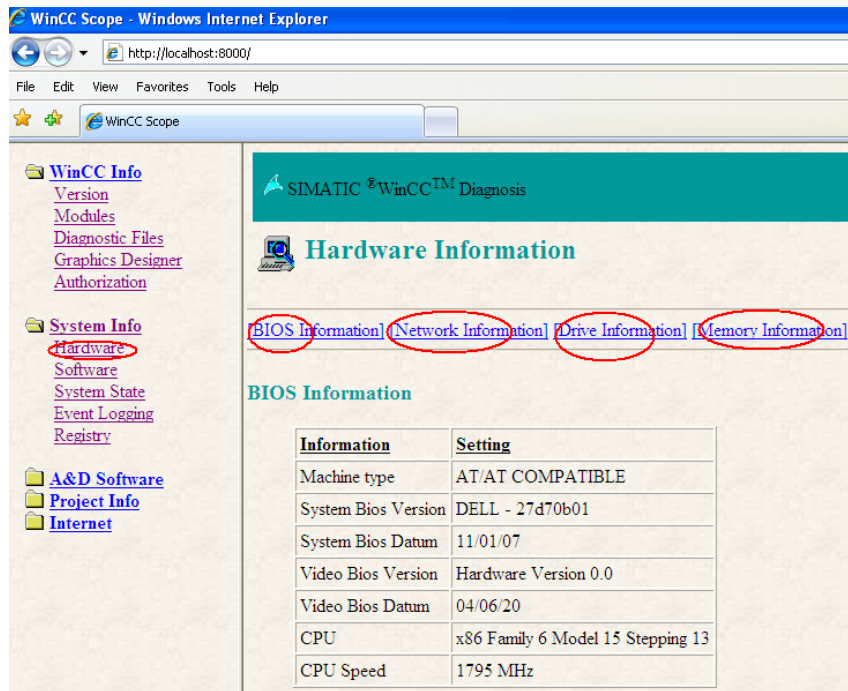 WinCC Scope - Windows Internet Explorer
http://localhost:8000/
File Edit View Favorites Tools Help
WinCC Scope
WinCC Info
Version
Modules
Diagnostic Files
Graphics Designer
Authorization
System Info
Hardware
Software
System State
Event Logging
Registry
A&D Software
Project Info
Internet
SIMATIC ®WinCC™ Diagnosis
Hardware Information
[BIOS Information] [Network Information] [Drive Information] [Memory Information]
BIOS Information
Information Setting
Machine type AT/AT COMPATIBLE
System Bios Version DELL - 27d70b01
System Bios Datum 11/01/07
Video Bios Version Hardware Version 0.0
Video Bios Datum 04/06/20
CPU x86 Family 6 Model 15 Stepping 13
CPU Speed 1795 MHz